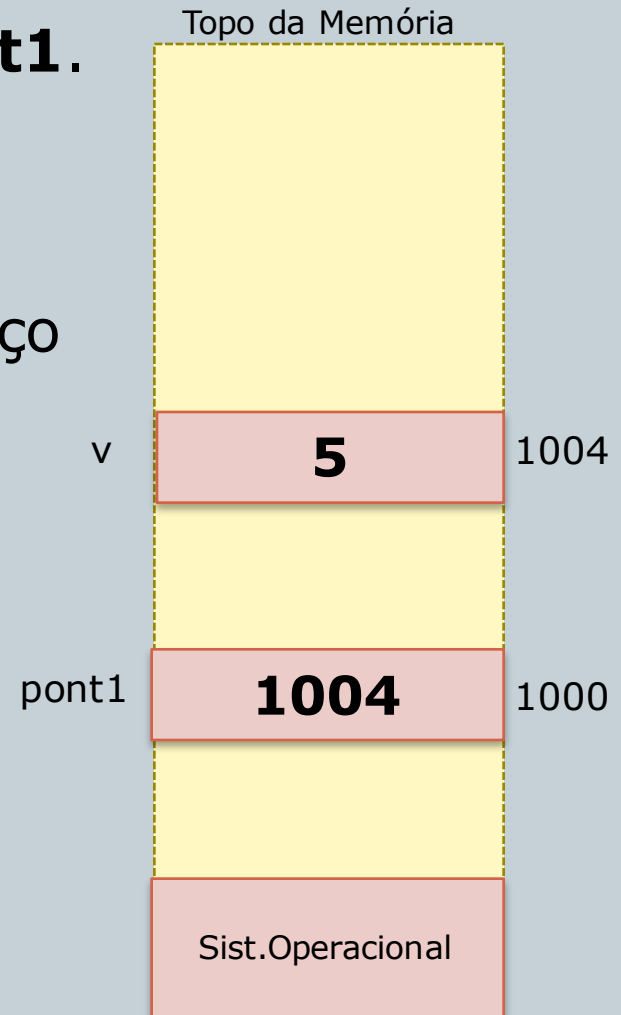 Topo da Memória
t1.
ço
v 5 1004
pont1 1004 1000
Sist.Operacional